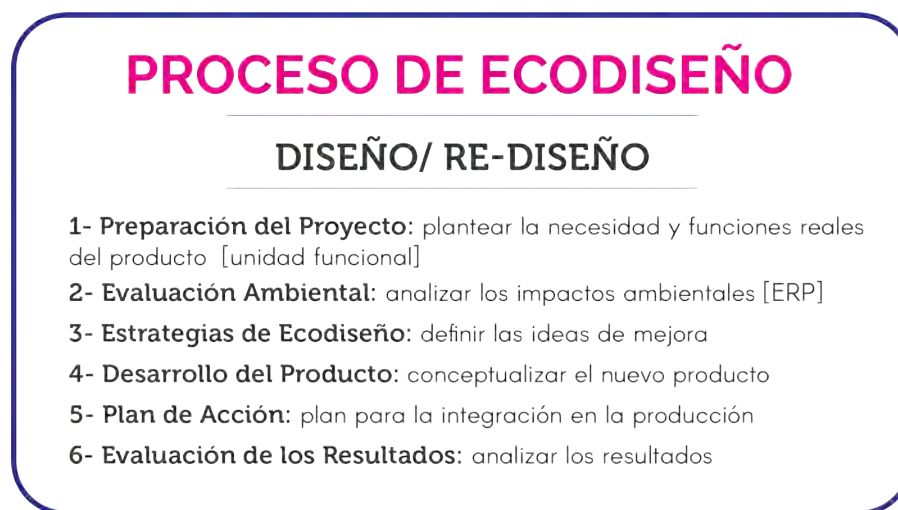 PROCESO DE ECODISEÑO
DISEÑO/ RE-DISEÑO
1- Preparación del Proyecto: plantear la necesidad y funciones reales
del producto [unidad funcional]
2- Evaluación Ambiental: analizar los impactos ambientales [ERP]
3- Estrategias de Ecodiseño: definir las ideas de mejora
4- Desarrollo del Producto: conceptualizar el nuevo producto
5- Plan de Acción: plan para la integración en la producción
6- Evaluación de los Resultados: analizar los resultados